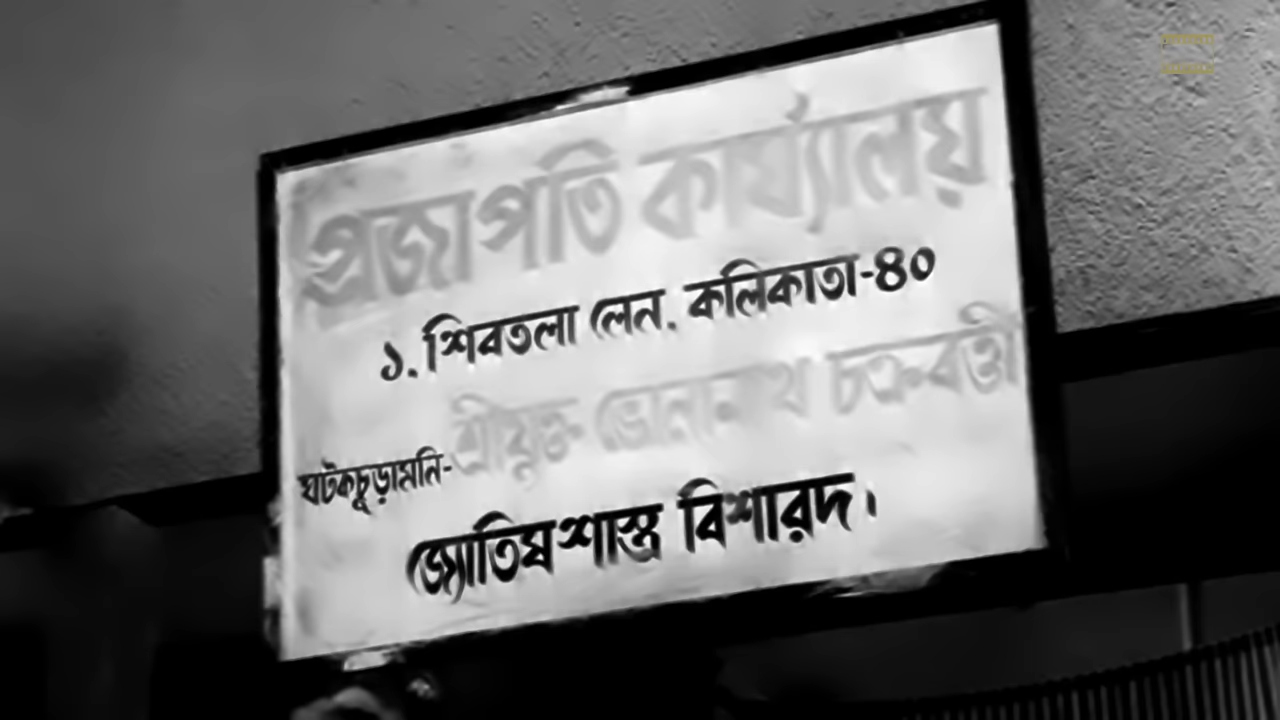 প্রজাপতি কার্য্যালয়
১. শিবতলা লেন. কলিকাতা-৪০
ঘটকচূড়ামনি- শ্রীযুক্ত ভোলানাথ চক্রবর্ত্তী
জ্যোতিষশাস্ত্র বিশারদ।